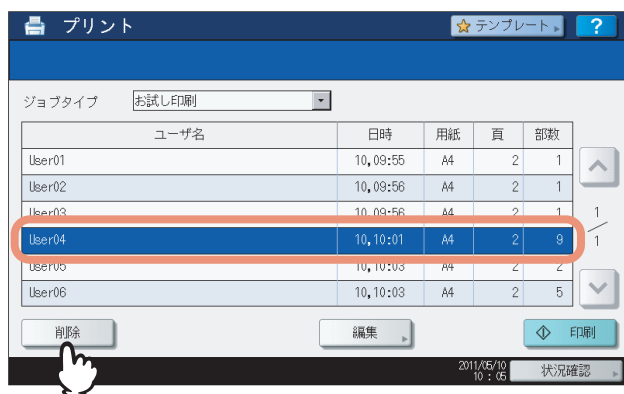 プリント
テンプレート
?
ジョブタイプ お試し印刷
ユーザ名 日時 用紙 頁 部数
User01 10,09:55 A4 2 1
User02 10,09:56 A4 2 1
User03 10,09:56 A4 2 1
User04 10,10:01 A4 2 9
User05 10,10:03 A4 2 2
User06 10,10:03 A4 2 5
1/1
削除 編集 印刷
2011/05/10
10:05
状況確認